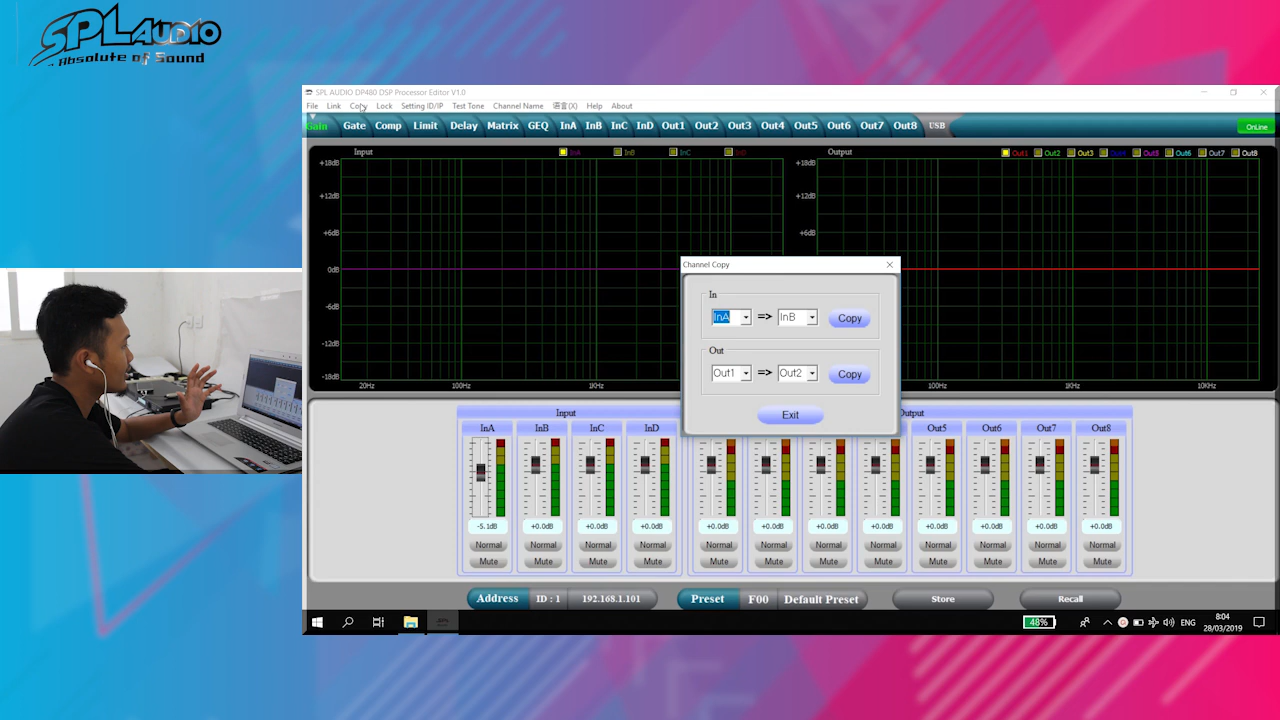 SPL AUDIO
Absolute of Sound
SPL AUDIO DP480 DSP Processor Editor V1.0
File Link Copy Lock Setting ID/IP Test Tone Channel Name 语言(X) Help About
Gain Gate Comp Limit Delay Matrix GEQ InA InB InC InD Out1 Out2 Out3 Out4 Out5 Out6 Out7 Out8 USB OnLine
Input InA InB InC InD Output Out1 Out2 Out3 Out4 Out5 Out6 Out7 Out8
+18dB +18dB
+12dB +12dB
+6dB +6dB
0dB
-6dB
-12dB
-18dB
20Hz 100Hz 1KHz 100Hz 1KHz 10KHz
Channel Copy
In
InA => InB Copy
Out
Out1 => Out2 Copy
Exit
Input Output
InA InB InC InD Out5 Out6 Out7 Out8
-5.1dB +0.0dB +0.0dB +0.0dB +0.0dB +0.0dB +0.0dB +0.0dB +0.0dB +0.0dB +0.0dB +0.0dB
Normal Normal Normal Normal Normal Normal Normal Normal Normal Normal Normal Normal
Mute Mute Mute Mute Mute Mute Mute Mute Mute Mute Mute Mute
Address ID : 1 192.168.1.101 Preset F00 Default Preset Store Recall
48% ENG 8:04
28/03/2019